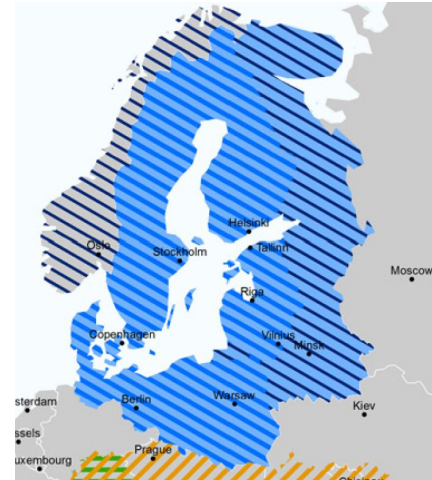 Helsinki
Oslo
Stockholm
Tallinn
Moscow
Riga
Copenhagen
Vilnius
Minsk
Berlin
Warsaw
sterdam
Kiev
ssels
Prague
uxembourg